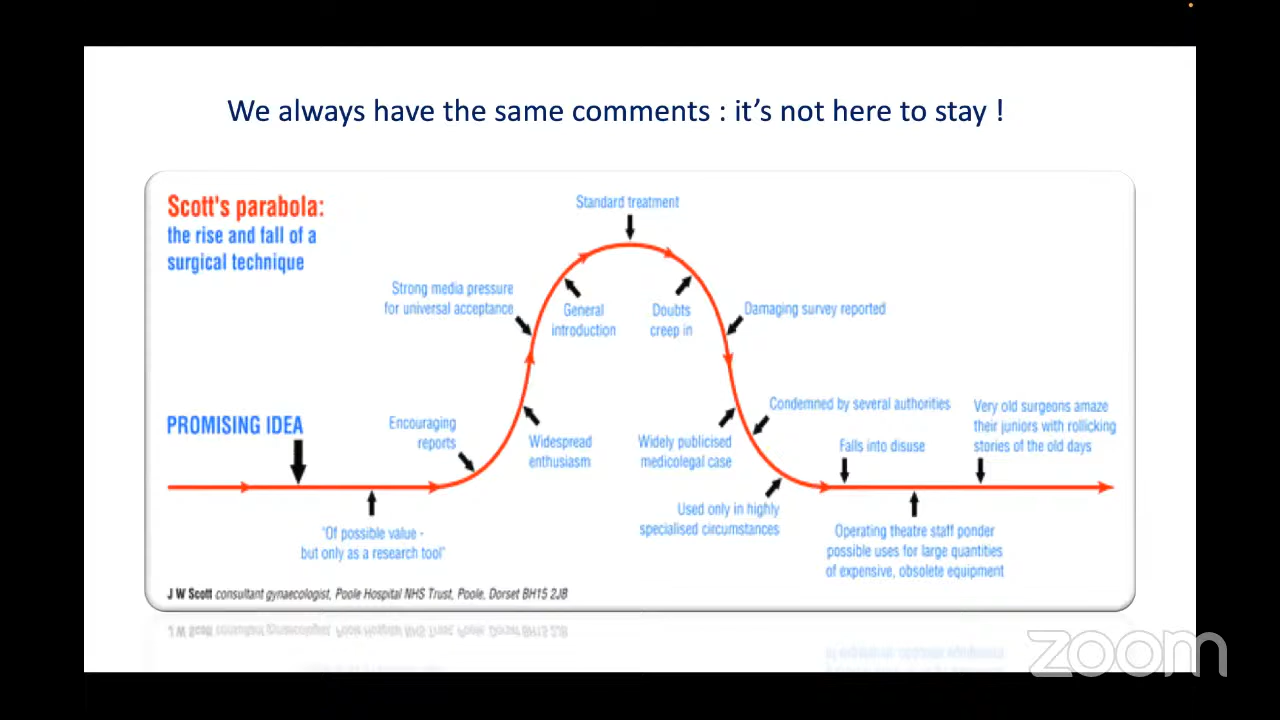 We always have the same comments : it's not here to stay !
Scott's parabola:
the rise and fall of a
surgical technique
PROMISING IDEA
'Of possible value -
but only as a research tool'
Encouraging
reports
Widespread
enthusiasm
Strong media pressure
for universal acceptance
General
introduction
Standard treatment
Doubts
creep in
Damaging survey reported
Widely publicised
medicolegal case
Condemned by several authorities
Used only in highly
specialised circumstances
Falls into disuse
Operating theatre staff ponder
possible uses for large quantities
of expensive, obsolete equipment
Very old surgeons amaze
their juniors with rollicking
stories of the old days
J W Scott consultant gynaecologist, Poole Hospital NHS Trust, Poole, Dorset BH15 2JB
zoom